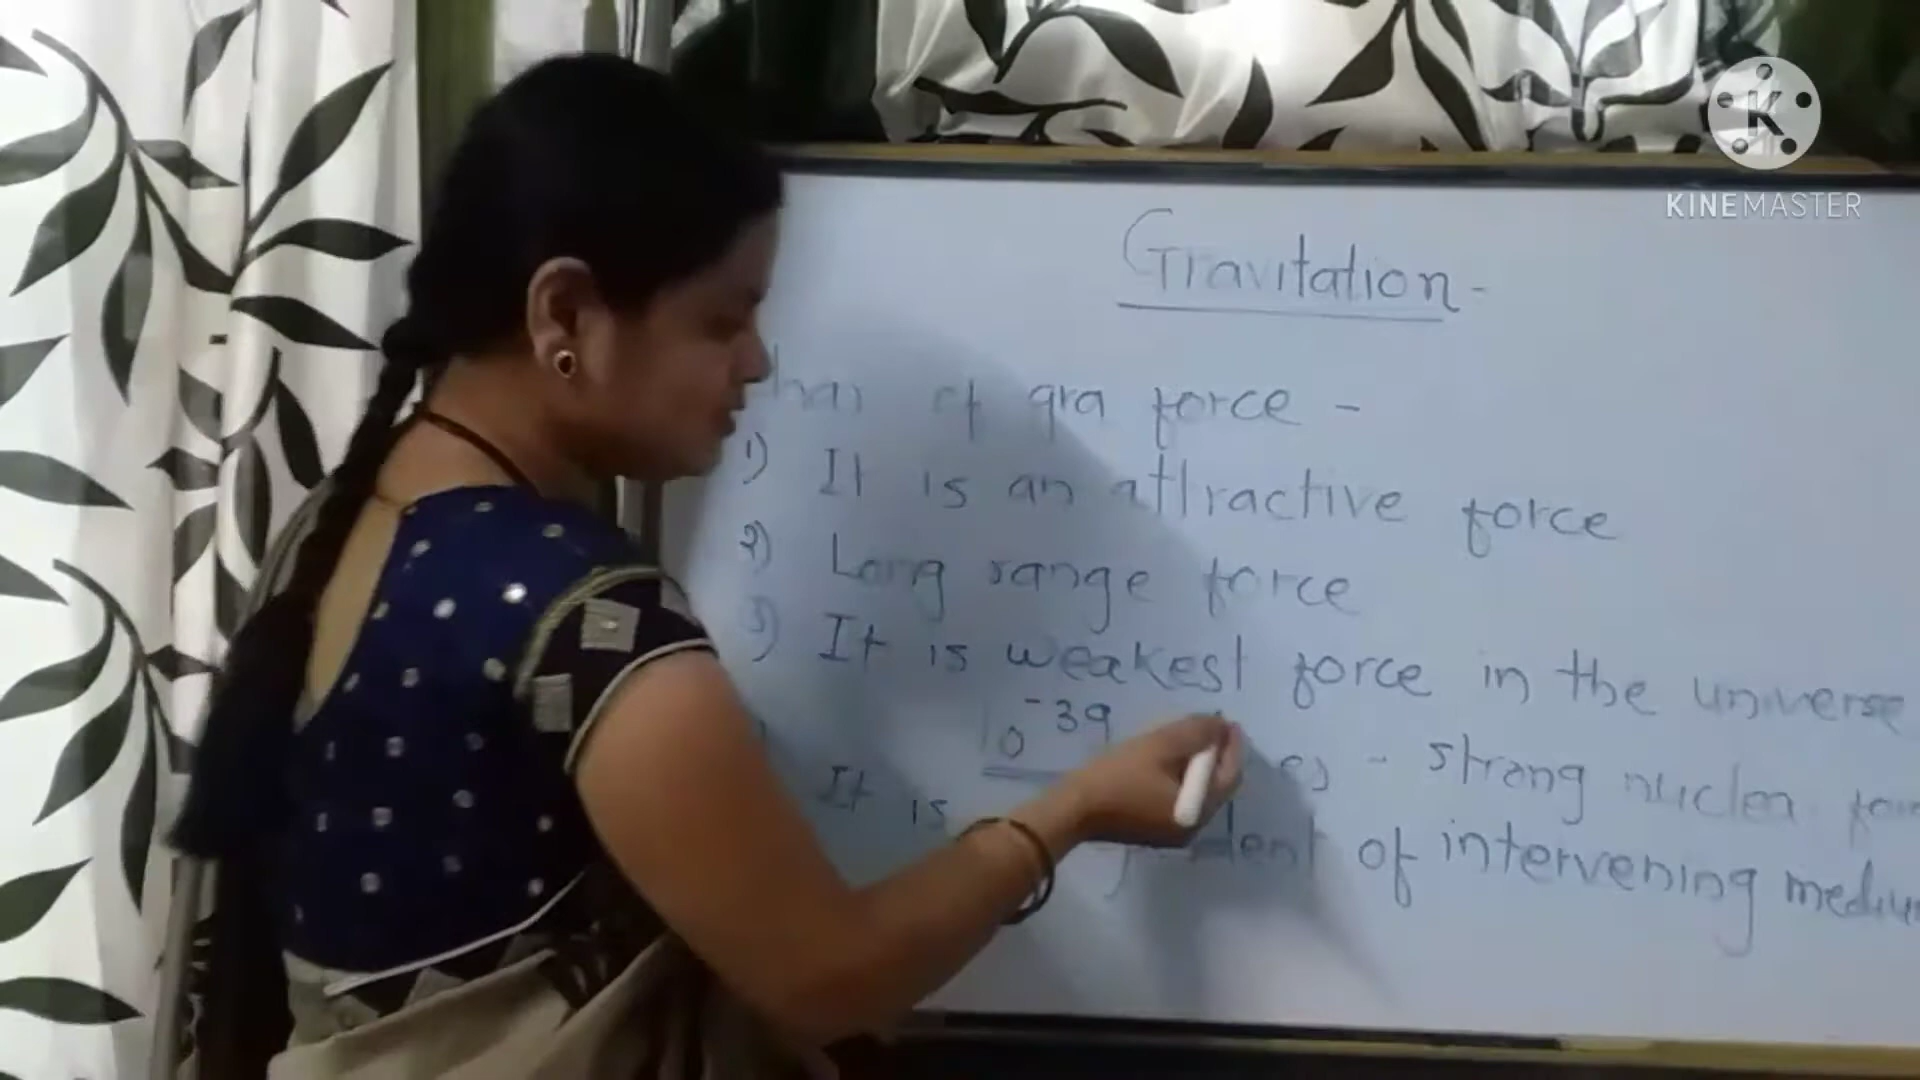 KINEMASTER
Gravitation -
of gra force -
1) It is an attractive force
2) Long range force
3) It is weakest force in the universe
10^-39 - strong nuclea
It is of intervening